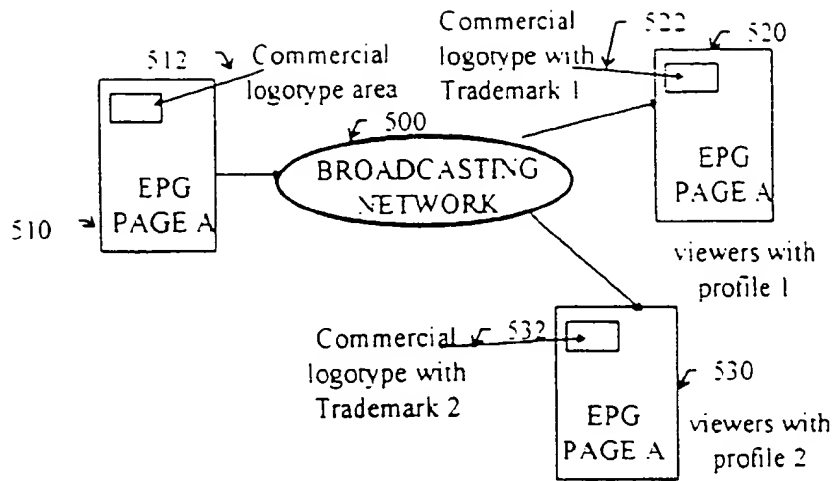 512
Commercial
logotype area
510
EPG
PAGE A
500
BROADCASTING
NETWORK
Commercial
logotype with
Trademark 1
522
520
EPG
PAGE A
viewers with
profile 1
Commercial
logotype with
Trademark 2
532
530
EPG
PAGE A
viewers with
profile 2